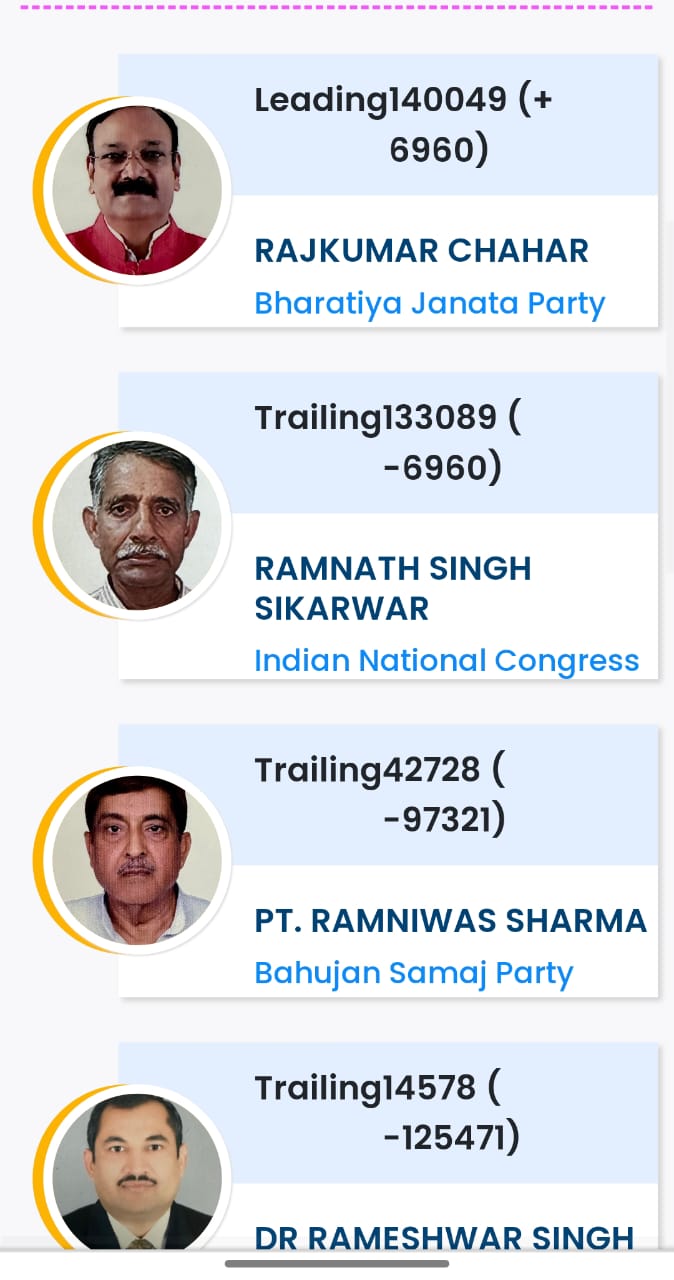 Leading140049 (+
6960)
RAJKUMAR CHAHAR
Bharatiya Janata Party
Trailing133089 (
-6960)
RAMNATH SINGH
SIKARWAR
Indian National Congress
Trailing42728 (
-97321)
PT. RAMNIWAS SHARMA
Bahujan Samaj Party
Trailing14578 (
-125471)
DR RAMESHWAR SINGH